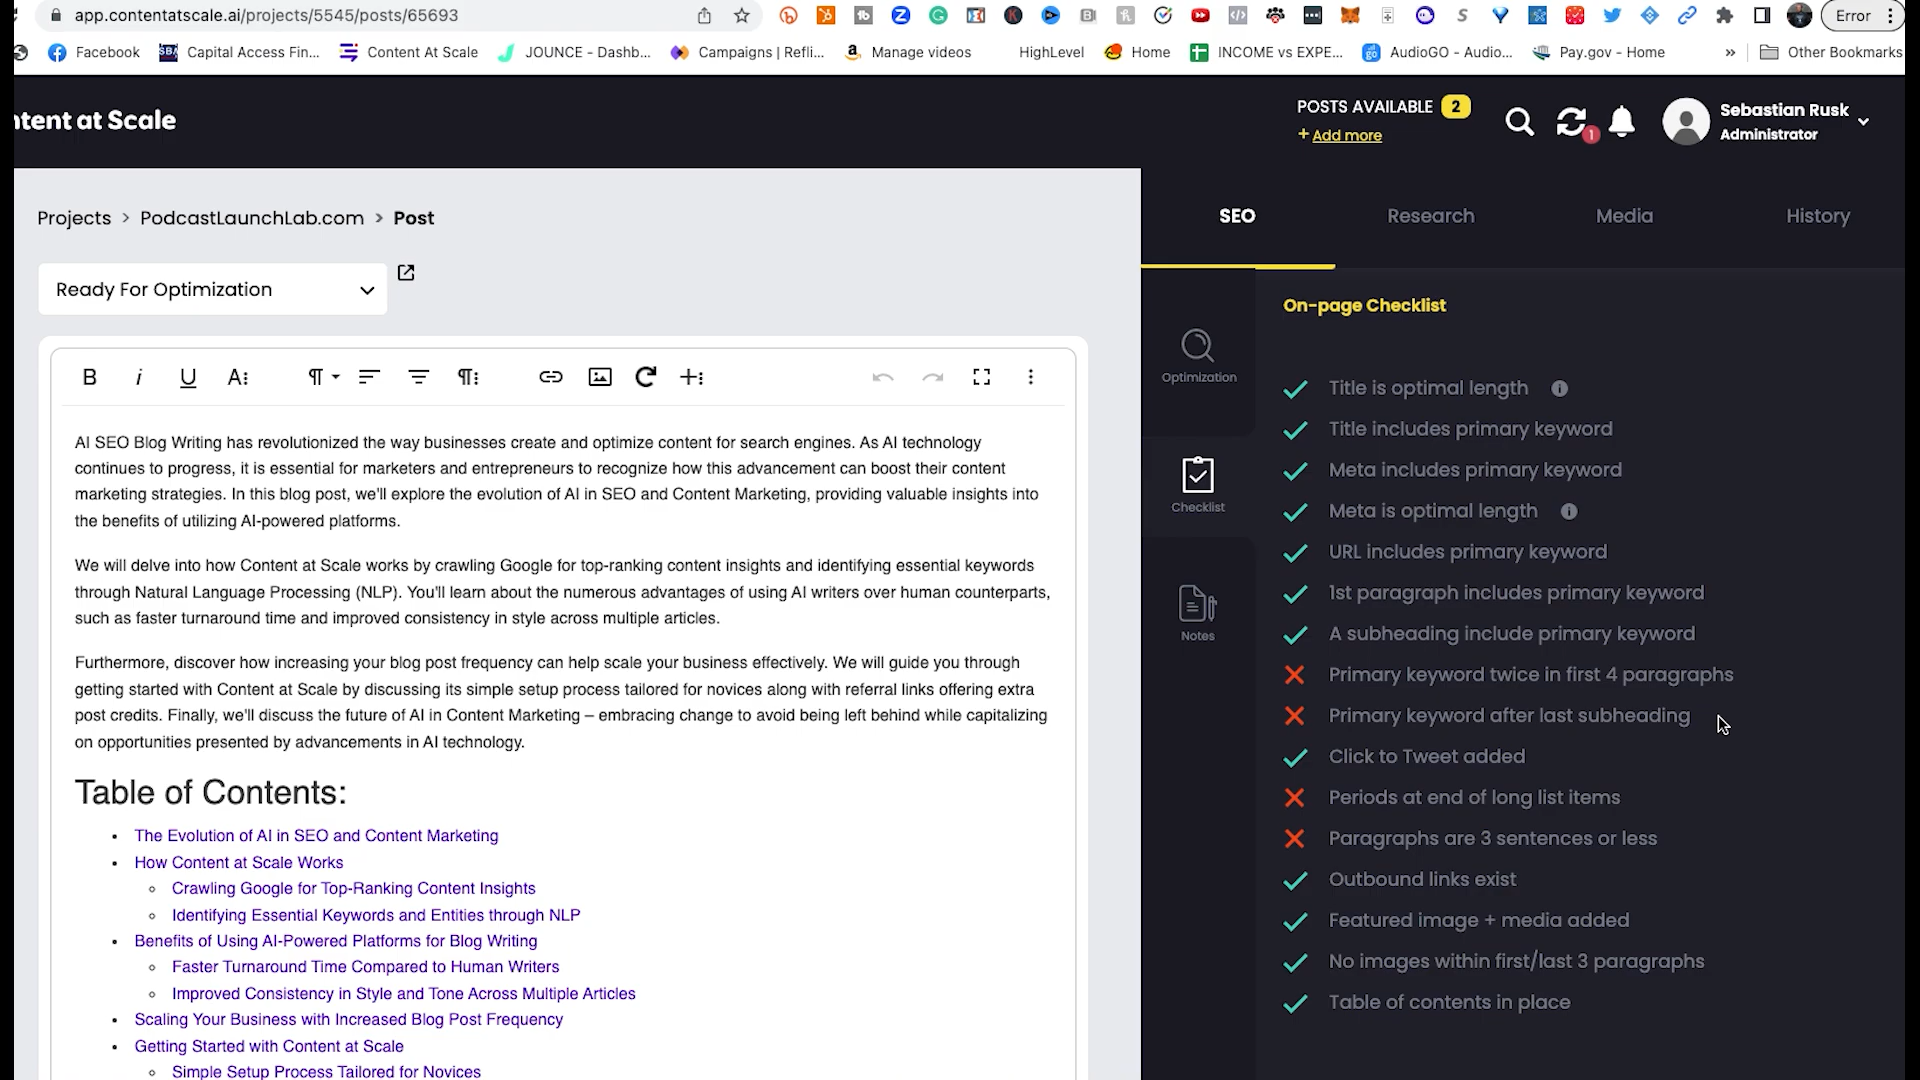 app.contentatscale.ai/projects/5545/posts/65693
Error
Facebook
SBA Capital Access Fin...
Content At Scale
JOUNCE - Dashb...
Campaigns | Refli...
Manage videos
HighLevel
Home
INCOME vs EXPE...
AudioGO - Audio...
Pay.gov - Home
»
Other Bookmarks
ntent at Scale
POSTS AVAILABLE 2
+ Add more
1
Sebastian Rusk
Administrator
Projects > PodcastLaunchLab.com > Post
Ready For Optimization
AI SEO Blog Writing has revolutionized the way businesses create and optimize content for search engines. As AI technology
continues to progress, it is essential for marketers and entrepreneurs to recognize how this advancement can boost their content
marketing strategies. In this blog post, we'll explore the evolution of AI in SEO and Content Marketing, providing valuable insights into
the benefits of utilizing AI-powered platforms.
We will delve into how Content at Scale works by crawling Google for top-ranking content insights and identifying essential keywords
through Natural Language Processing (NLP). You'll learn about the numerous advantages of using AI writers over human counterparts,
such as faster turnaround time and improved consistency in style across multiple articles.
Furthermore, discover how increasing your blog post frequency can help scale your business effectively. We will guide you through
getting started with Content at Scale by discussing its simple setup process tailored for novices along with referral links offering extra
post credits. Finally, we'll discuss the future of AI in Content Marketing – embracing change to avoid being left behind while capitalizing
on opportunities presented by advancements in AI technology.
Table of Contents:
The Evolution of AI in SEO and Content Marketing
How Content at Scale Works
Crawling Google for Top-Ranking Content Insights
Identifying Essential Keywords and Entities through NLP
Benefits of Using AI-Powered Platforms for Blog Writing
Faster Turnaround Time Compared to Human Writers
Improved Consistency in Style and Tone Across Multiple Articles
Scaling Your Business with Increased Blog Post Frequency
Getting Started with Content at Scale
Simple Setup Process Tailored for Novices
SEO
Research
Media
History
Optimization
Checklist
Notes
On-page Checklist
Title is optimal length
Title includes primary keyword
Meta includes primary keyword
Meta is optimal length
URL includes primary keyword
1st paragraph includes primary keyword
A subheading include primary keyword
Primary keyword twice in first 4 paragraphs
Primary keyword after last subheading
Click to Tweet added
Periods at end of long list items
Paragraphs are 3 sentences or less
Outbound links exist
Featured image + media added
No images within first/last 3 paragraphs
Table of contents in place